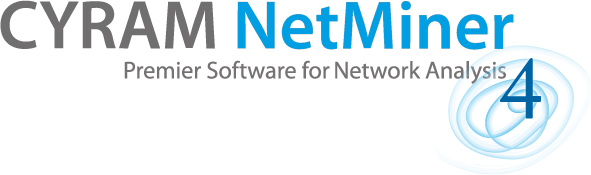 CYRAM NetMiner
Premier Software for Network Analysis 4